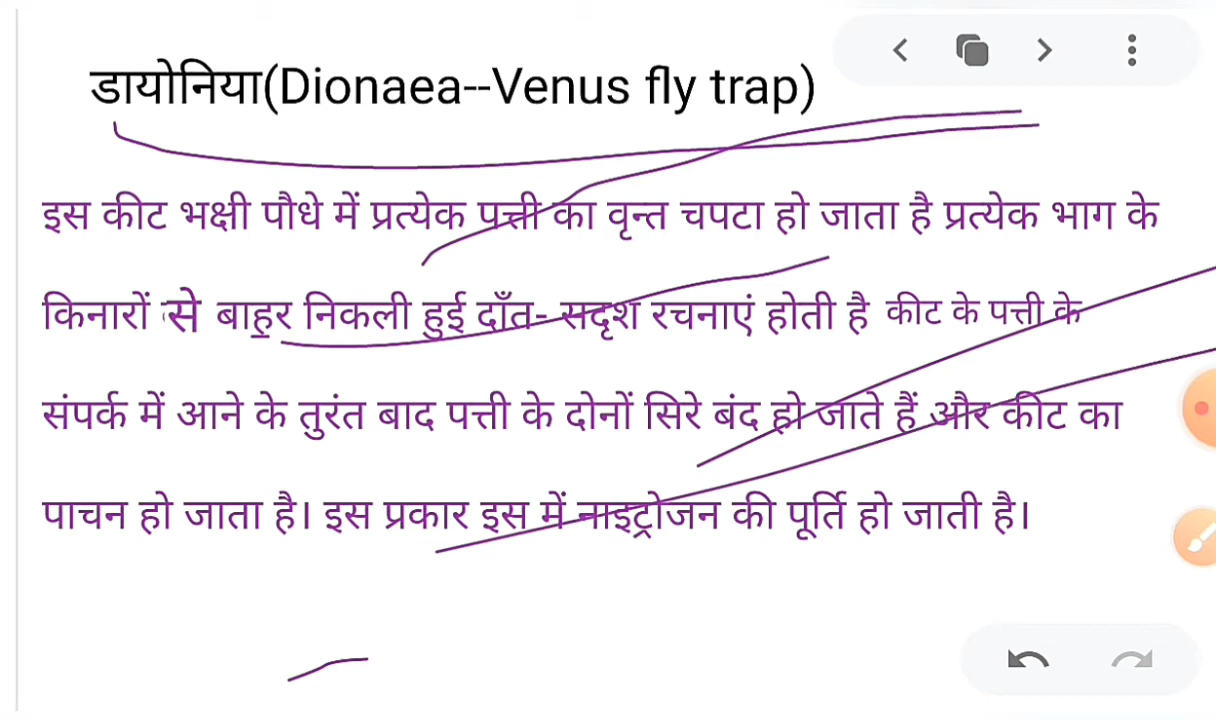 डायोनिया(Dionaea--Venus fly trap)
इस कीट भक्षी पौधे में प्रत्येक पत्ती का वृन्त चपटा हो जाता है प्रत्येक भाग के
किनारों से बाहर निकली हुई दाँत- सदृश रचनाएं होती है कीट के पत्ती के
संपर्क में आने के तुरंत बाद पत्ती के दोनों सिरे बंद हो जाते हैं और कीट का
पाचन हो जाता है। इस प्रकार इस में नाइट्रोजन की पूर्ति हो जाती है।